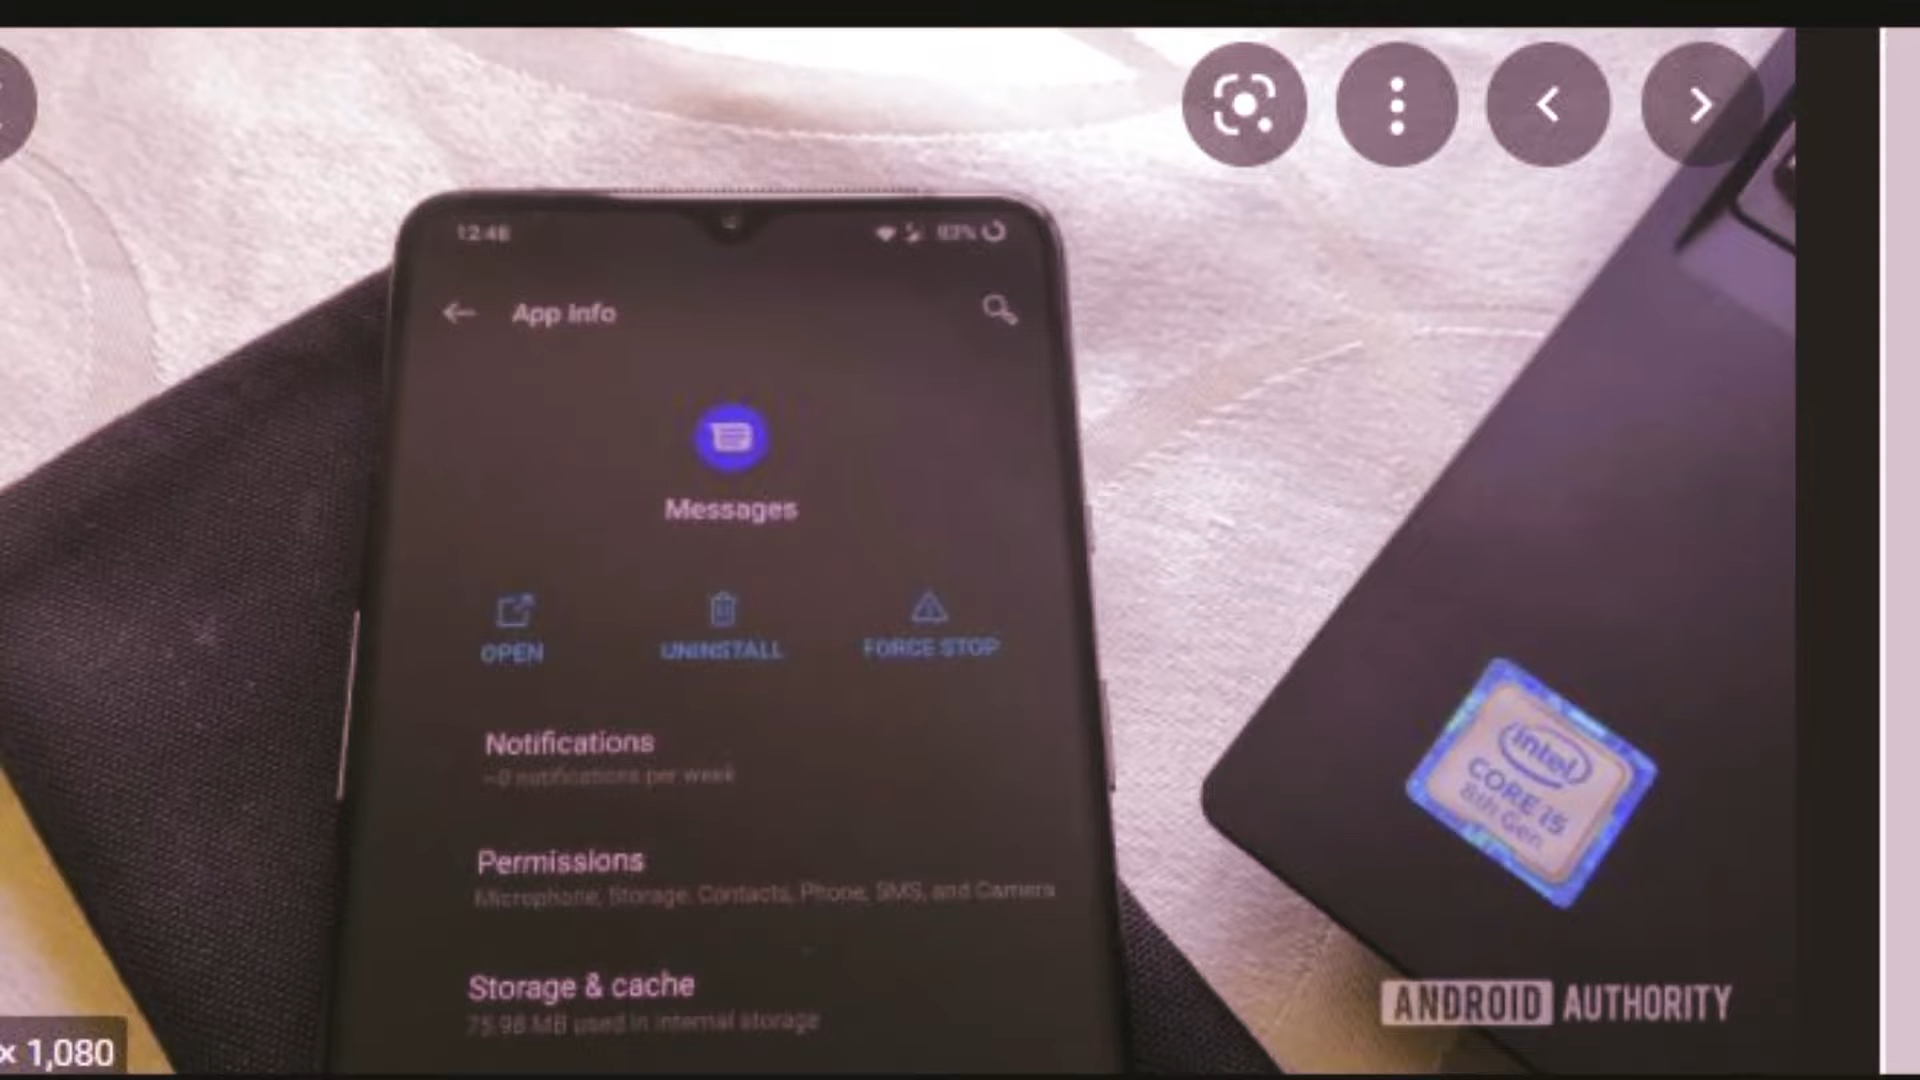 12:48
83%
App Info
Messages
OPEN UNINSTALL FORCE STOP
Notifications
~0 notifications per week
Permissions
Microphone, Storage, Contacts, Phone, SMS, and Camera
Storage & cache
75.98 MB used in internal storage
intel
CORE i5
8th Gen
ANDROID AUTHORITY
× 1,080